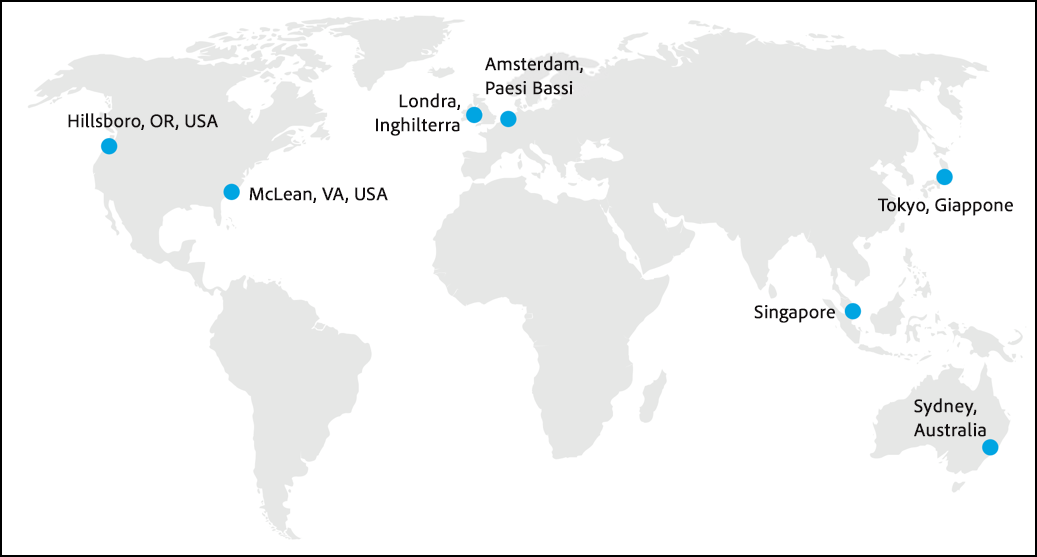 Amsterdam,
Paesi Bassi
Londra,
Inghilterra
Hillsboro, OR, USA
McLean, VA, USA
Tokyo, Giappone
Singapore
Sydney,
Australia